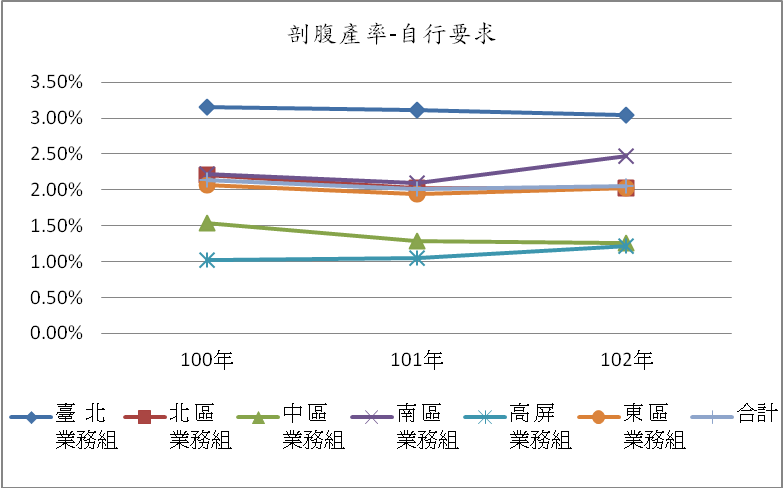 剖腹產率-自行要求
3.50%
3.00%
2.50%
2.00%
1.50%
1.00%
0.50%
0.00%
100年 101年 102年
臺北 北區 中區 南區 高屏 東區 合計
業務組 業務組 業務組 業務組 業務組 業務組